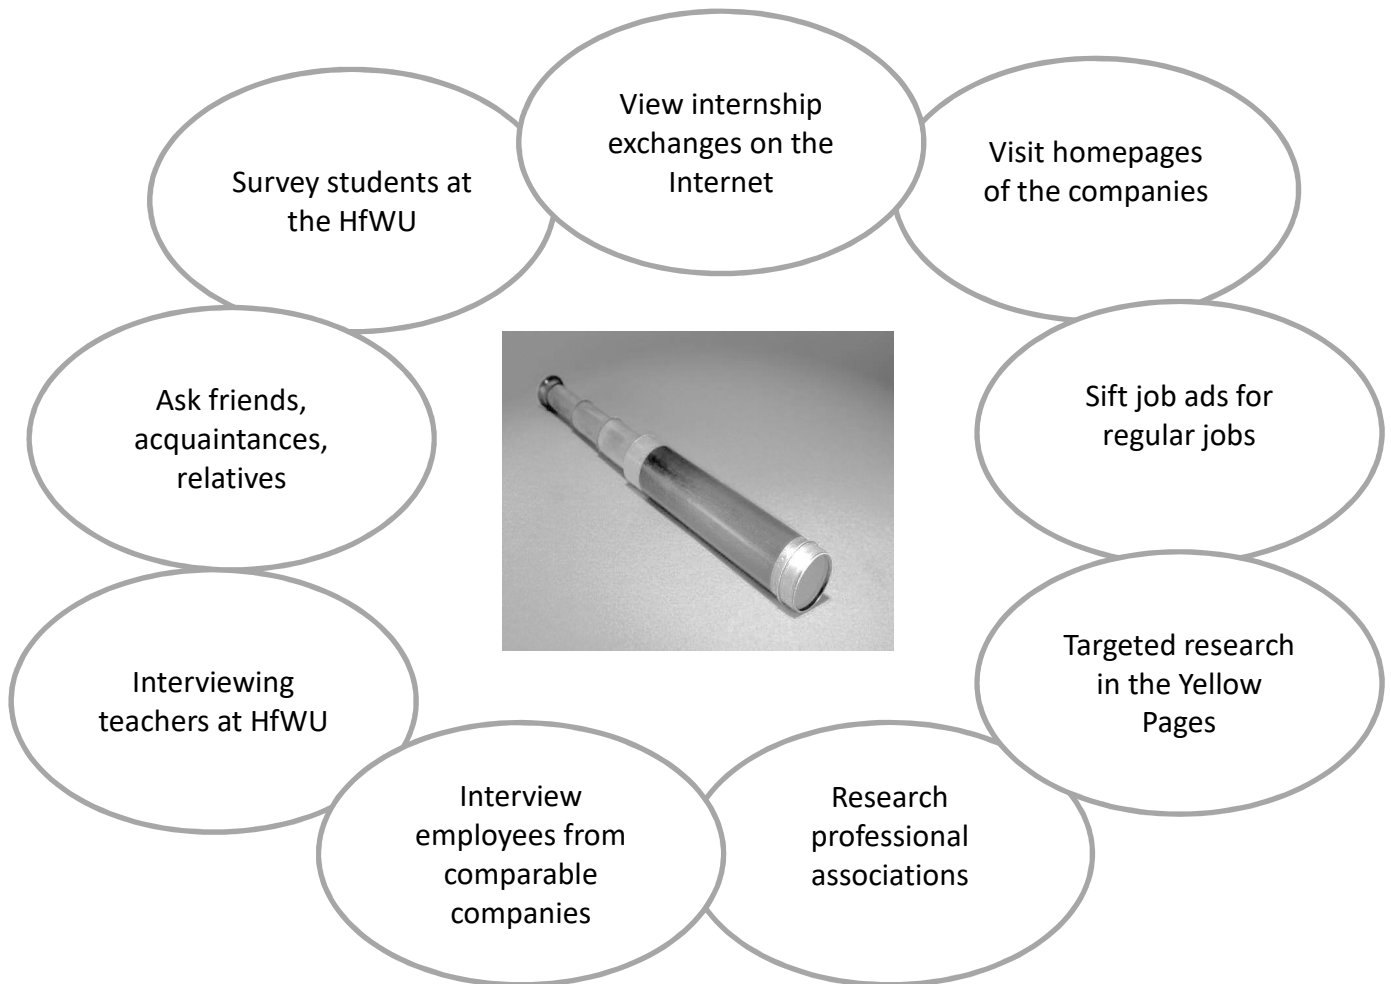 View internship
exchanges on the
Internet
Visit homepages
of the companies
Sift job ads for
regular jobs
Targeted research
in the Yellow
Pages
Research
professional
associations
Interview
employees from
comparable
companies
Interviewing
teachers at HfWU
Ask friends,
acquaintances,
relatives
Survey students at
the HfWU